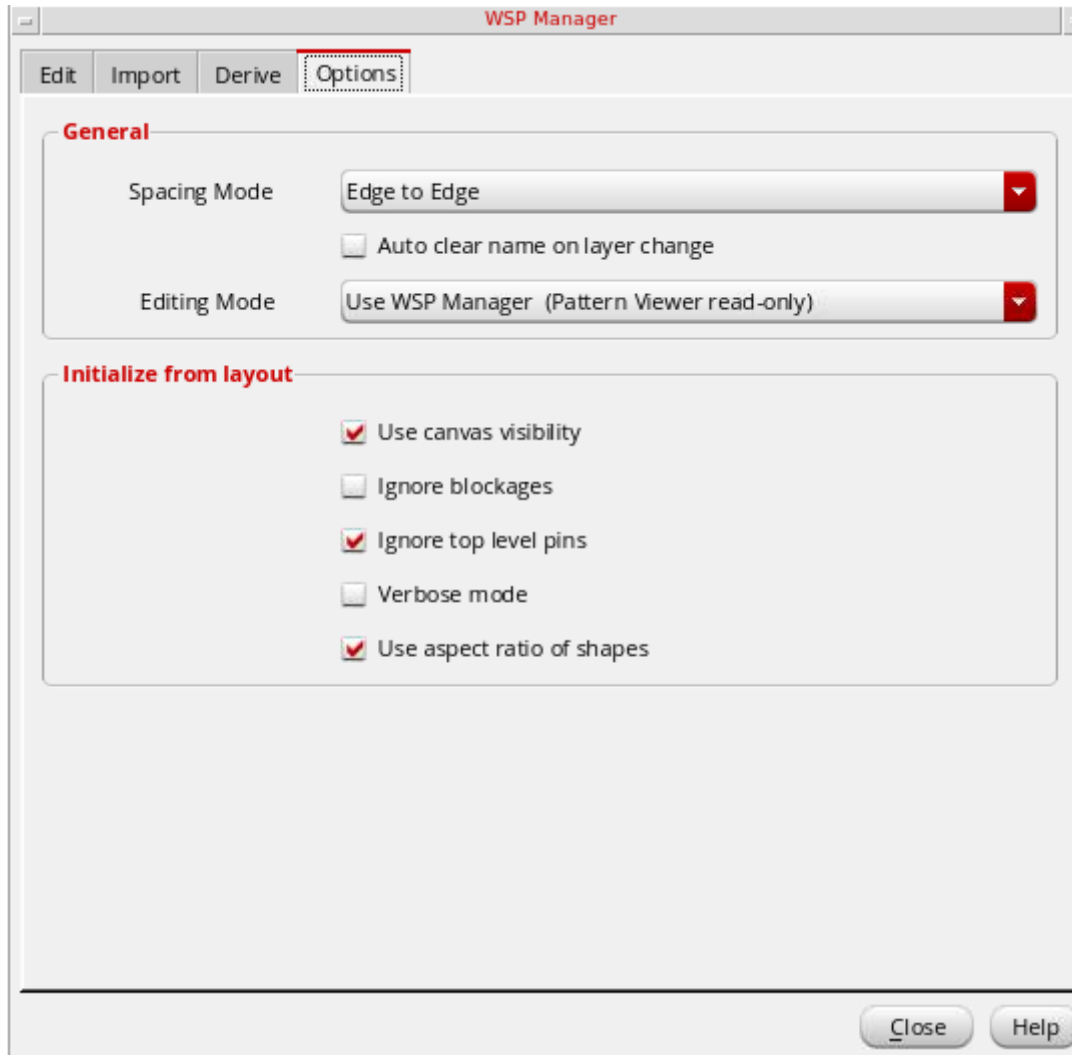 WSP Manager
Edit Import Derive Options
General
Spacing Mode Edge to Edge
Auto clear name on layer change
Editing Mode Use WSP Manager (Pattern Viewer read-only)
Initialize from layout
Use canvas visibility
Ignore blockages
Ignore top level pins
Verbose mode
Use aspect ratio of shapes
Close Help